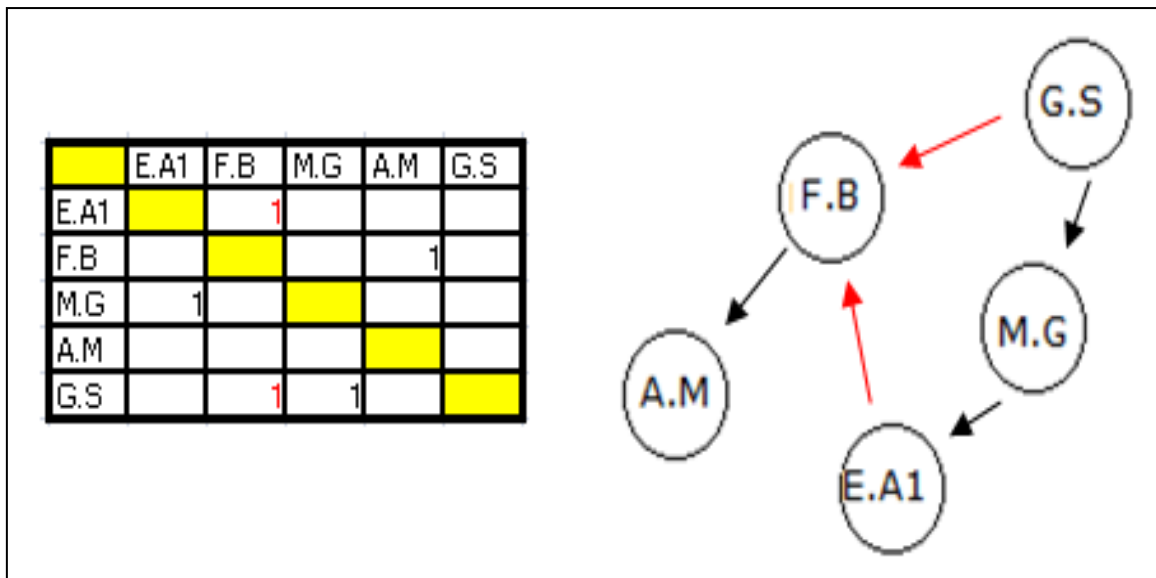 E.A1 F.B M.G A.M G.S
E.A1 1
F.B 1
M.G 1
A.M
G.S 1 1
G.S
F.B
M.G
A.M
E.A1